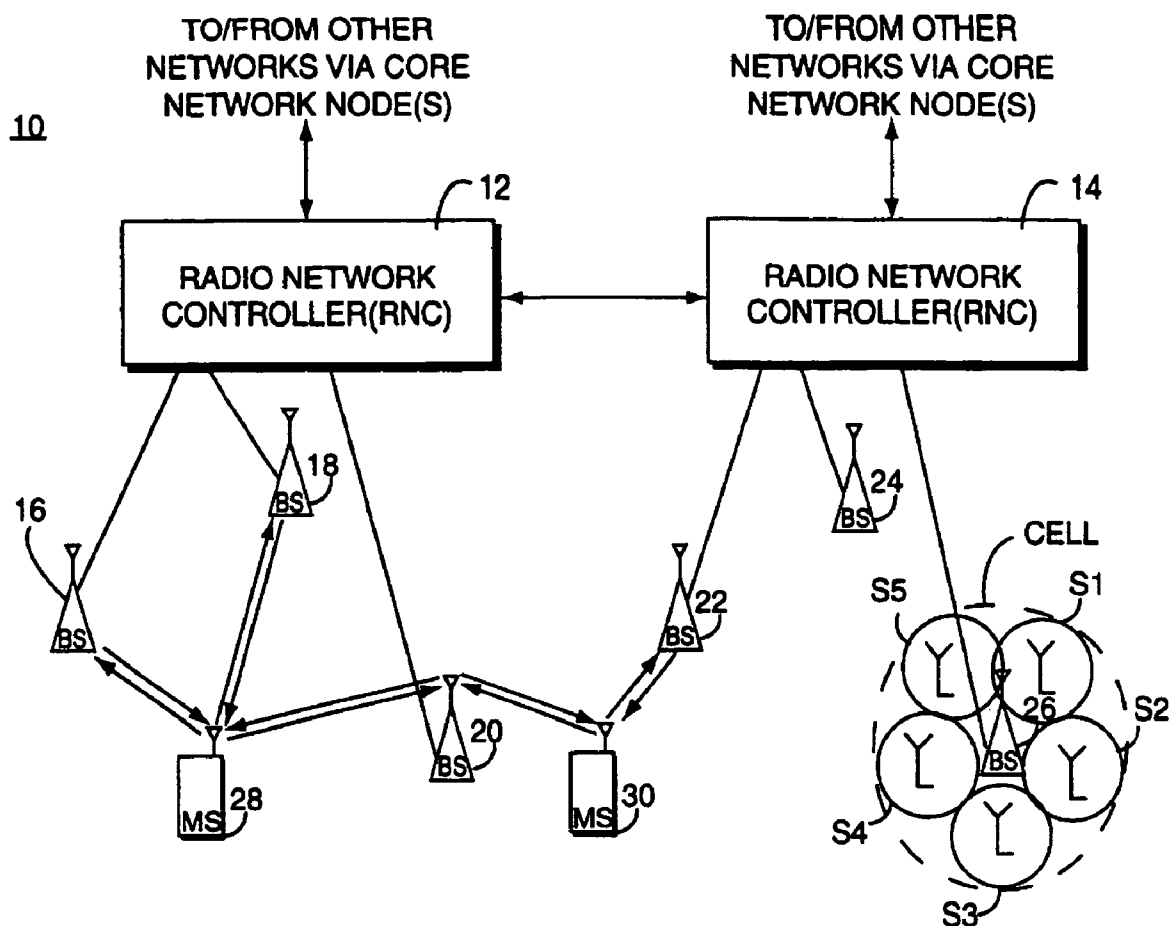 TO/FROM OTHER
NETWORKS VIA CORE
NETWORK NODE(S)
TO/FROM OTHER
NETWORKS VIA CORE
NETWORK NODE(S)
10
12
14
RADIO NETWORK
CONTROLLER(RNC)
RADIO NETWORK
CONTROLLER(RNC)
18
BS
24
BS
16
BS
22
BS
CELL
S5
S1
26
BS
S2
S4
S3
20
BS
28
MS
30
MS